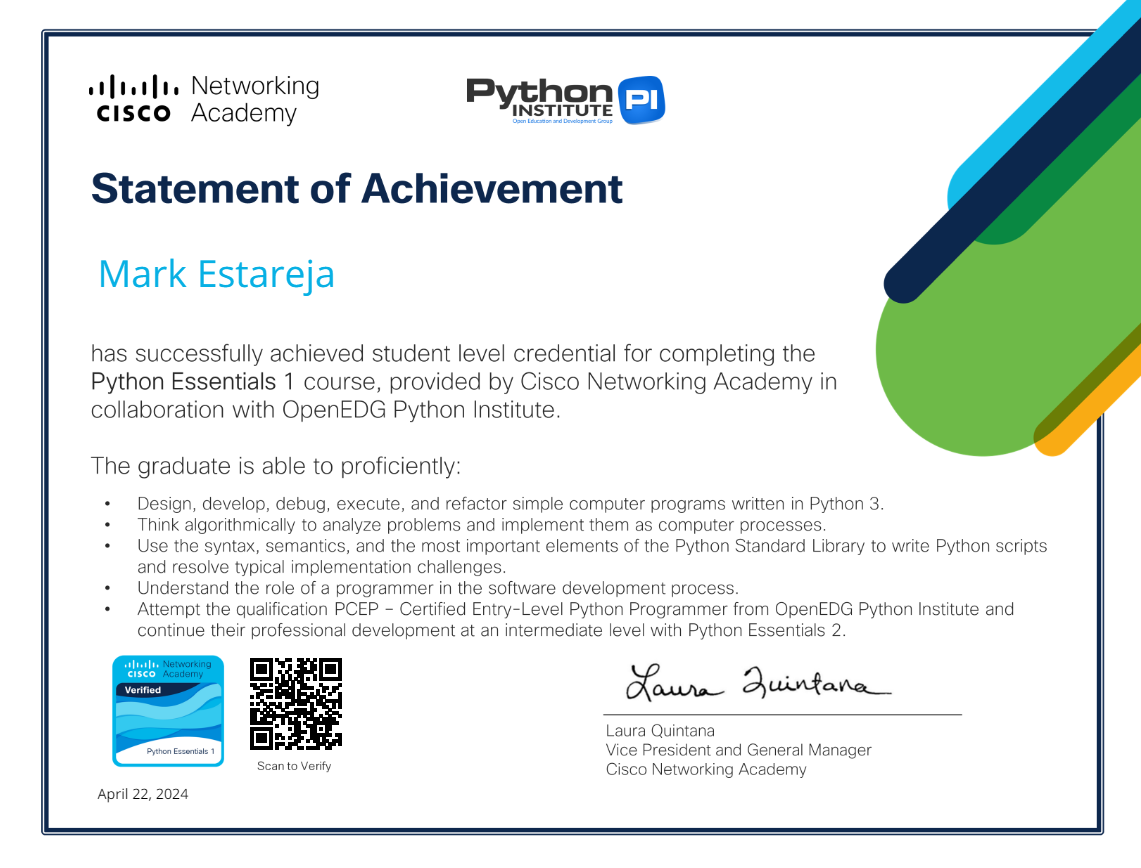 Networking
CISCO Academy
Python
INSTITUTE
PI
Open Education and Development Group
Statement of Achievement
Mark Estareja
has successfully achieved student level credential for completing the
Python Essentials 1 course, provided by Cisco Networking Academy in
collaboration with OpenEDG Python Institute.
The graduate is able to proficiently:
• Design, develop, debug, execute, and refactor simple computer programs written in Python 3.
• Think algorithmically to analyze problems and implement them as computer processes.
• Use the syntax, semantics, and the most important elements of the Python Standard Library to write Python scripts
and resolve typical implementation challenges.
• Understand the role of a programmer in the software development process.
• Attempt the qualification PCEP – Certified Entry-Level Python Programmer from OpenEDG Python Institute and
continue their professional development at an intermediate level with Python Essentials 2.
Networking
CISCO Academy
Verified
Python Essentials 1
Scan to Verify
April 22, 2024
Laura Quintana
Laura Quintana
Vice President and General Manager
Cisco Networking Academy